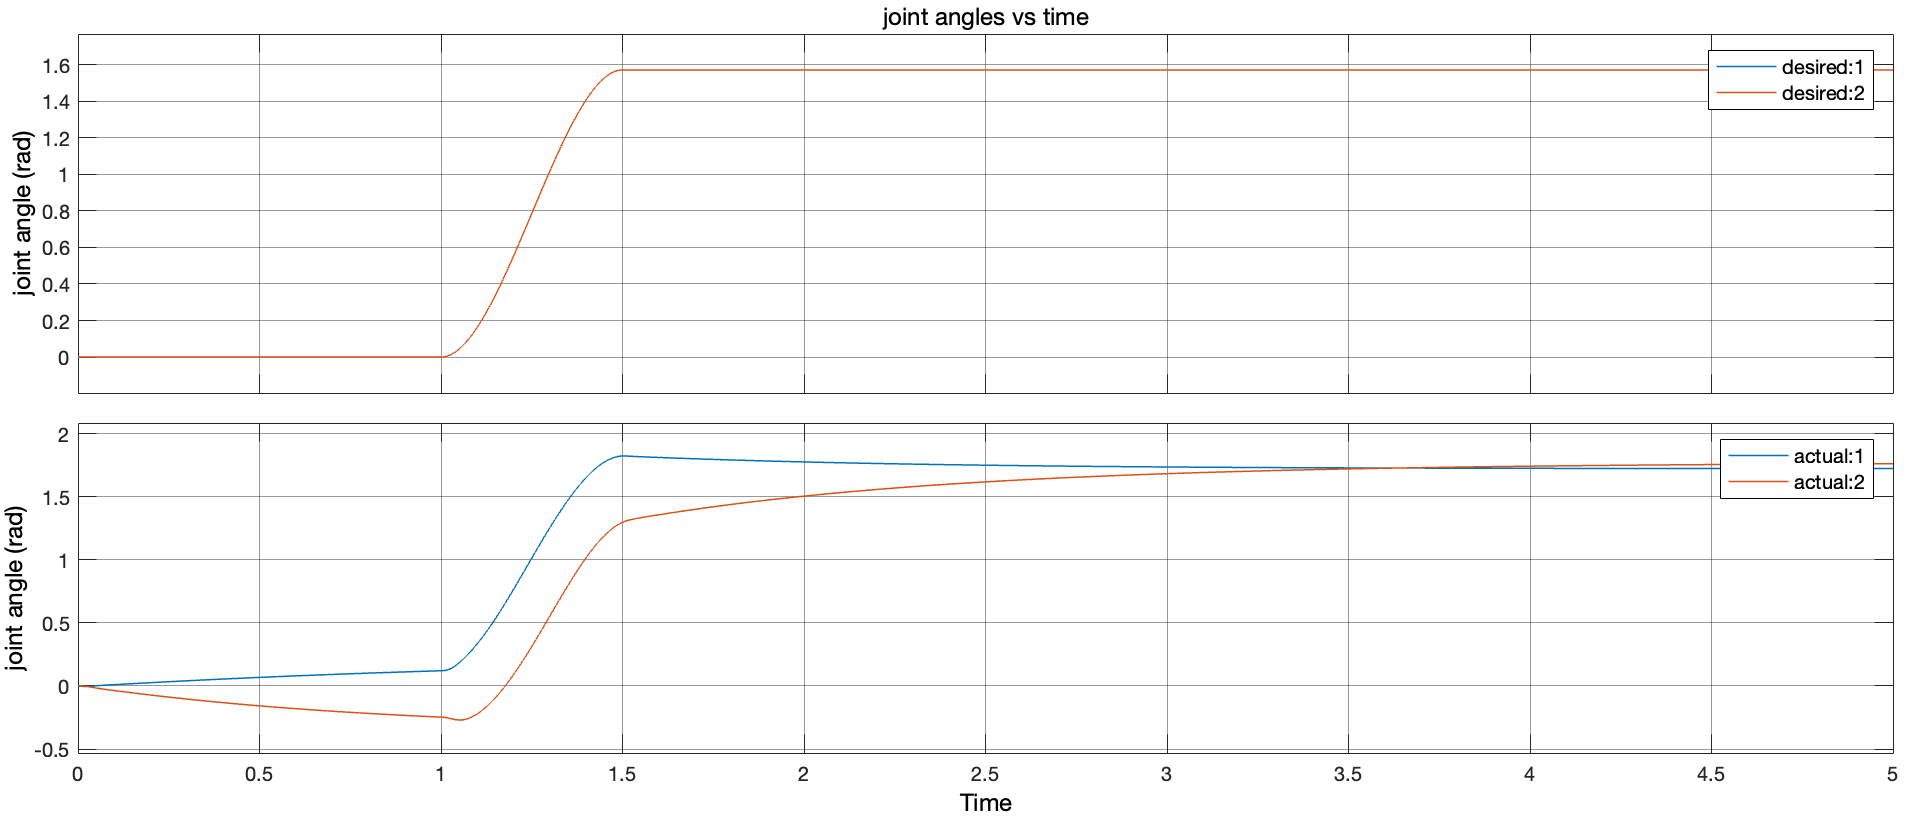 joint angles vs time
joint angle (rad)
1.6
1.4
1.2
1
0.8
0.6
0.4
0.2
0
desired:1
desired:2
joint angle (rad)
2
1.5
1
0.5
0
-0.5
actual:1
actual:2
0 0.5 1 1.5 2 2.5 3 3.5 4 4.5 5
Time